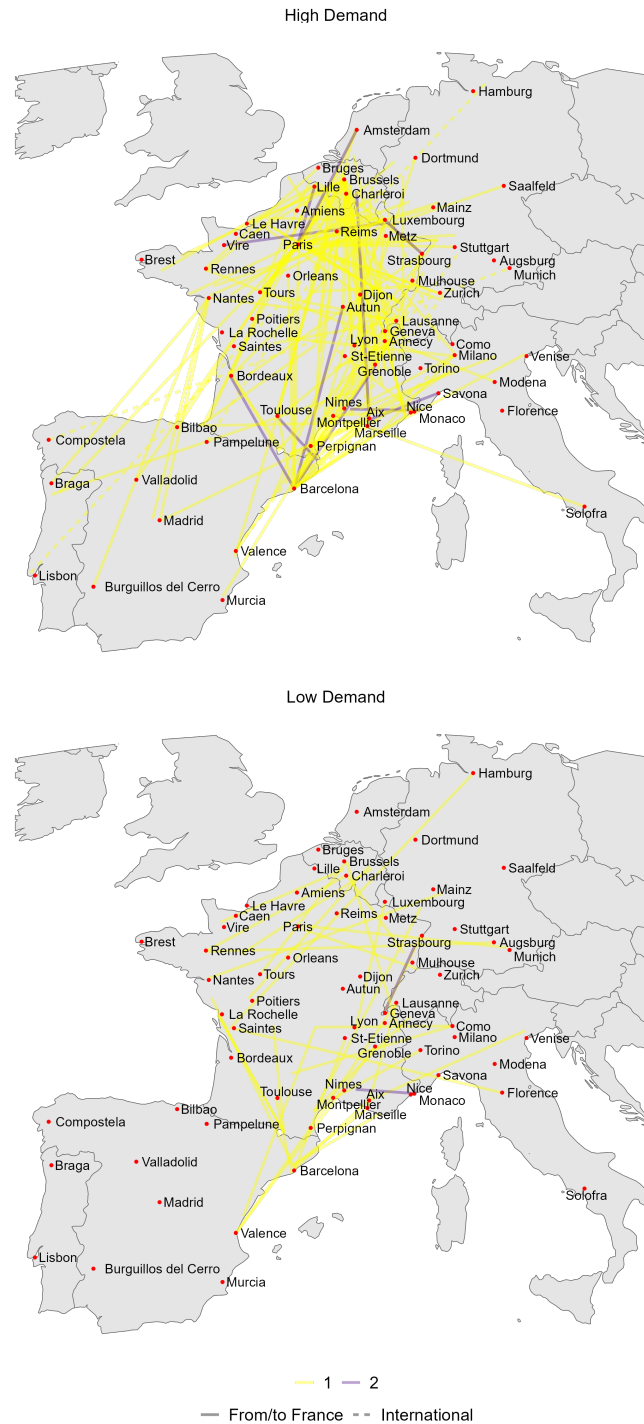 High Demand
Hamburg
Amsterdam
Dortmund
Bruges
Brussels
Lille
Charleroi
Saalfeld
Amiens
Mainz
Le Havre
Luxembourg
Caen
Reims
Metz
Vire
Paris
Stuttgart
Brest
Strasbourg
Augsburg
Rennes
Munich
Orleans
Mulhouse
Nantes
Tours
Dijon
Zurich
Autun
Poitiers
Lausanne
La Rochelle
Geneva
Saintes
Lyon
Annecy
Como
St-Etienne
Milano
Venise
Bordeaux
Grenoble
Torino
Modena
Nimes
Savona
Toulouse
Aix
Nice
Florence
Montpellier
Monaco
Bilbao
Marseille
Compostela
Pampelune
Perpignan
Braga
Valladolid
Barcelona
Madrid
Solofra
Valence
Lisbon
Burguillos del Cerro
Murcia
Low Demand
Hamburg
Amsterdam
Dortmund
Bruges
Brussels
Lille
Charleroi
Saalfeld
Amiens
Mainz
Le Havre
Luxembourg
Caen
Reims
Metz
Vire
Paris
Stuttgart
Strasbourg
Brest
Augsburg
Rennes
Munich
Orleans
Mulhouse
Nantes
Tours
Dijon
Zurich
Autun
Poitiers
Lausanne
La Rochelle
Geneva
Saintes
Lyon
Annecy
Como
St-Etienne
Milano
Venise
Bordeaux
Grenoble
Torino
Modena
Nimes
Savona
Toulouse
Aix
Nice
Florence
Montpellier
Monaco
Bilbao
Marseille
Compostela
Pampelune
Perpignan
Braga
Valladolid
Barcelona
Madrid
Solofra
Valence
Lisbon
Burguillos del Cerro
Murcia
1 2
From/to France International